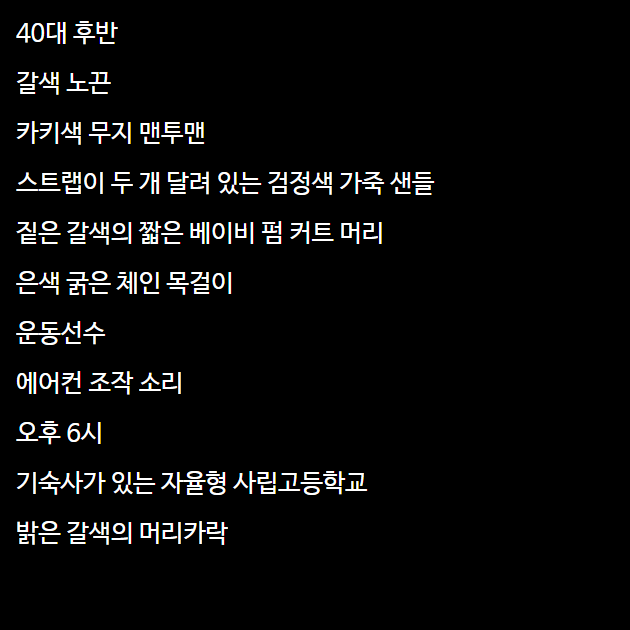 40대 후반
갈색 노끈
카키색 무지 맨투맨
스트랩이 두 개 달려 있는 검정색 가죽 샌들
짙은 갈색의 짧은 베이비 펌 커트 머리
은색 굵은 체인 목걸이
운동선수
에어컨 조작 소리
오후 6시
기숙사가 있는 자율형 사립고등학교
밝은 갈색의 머리카락